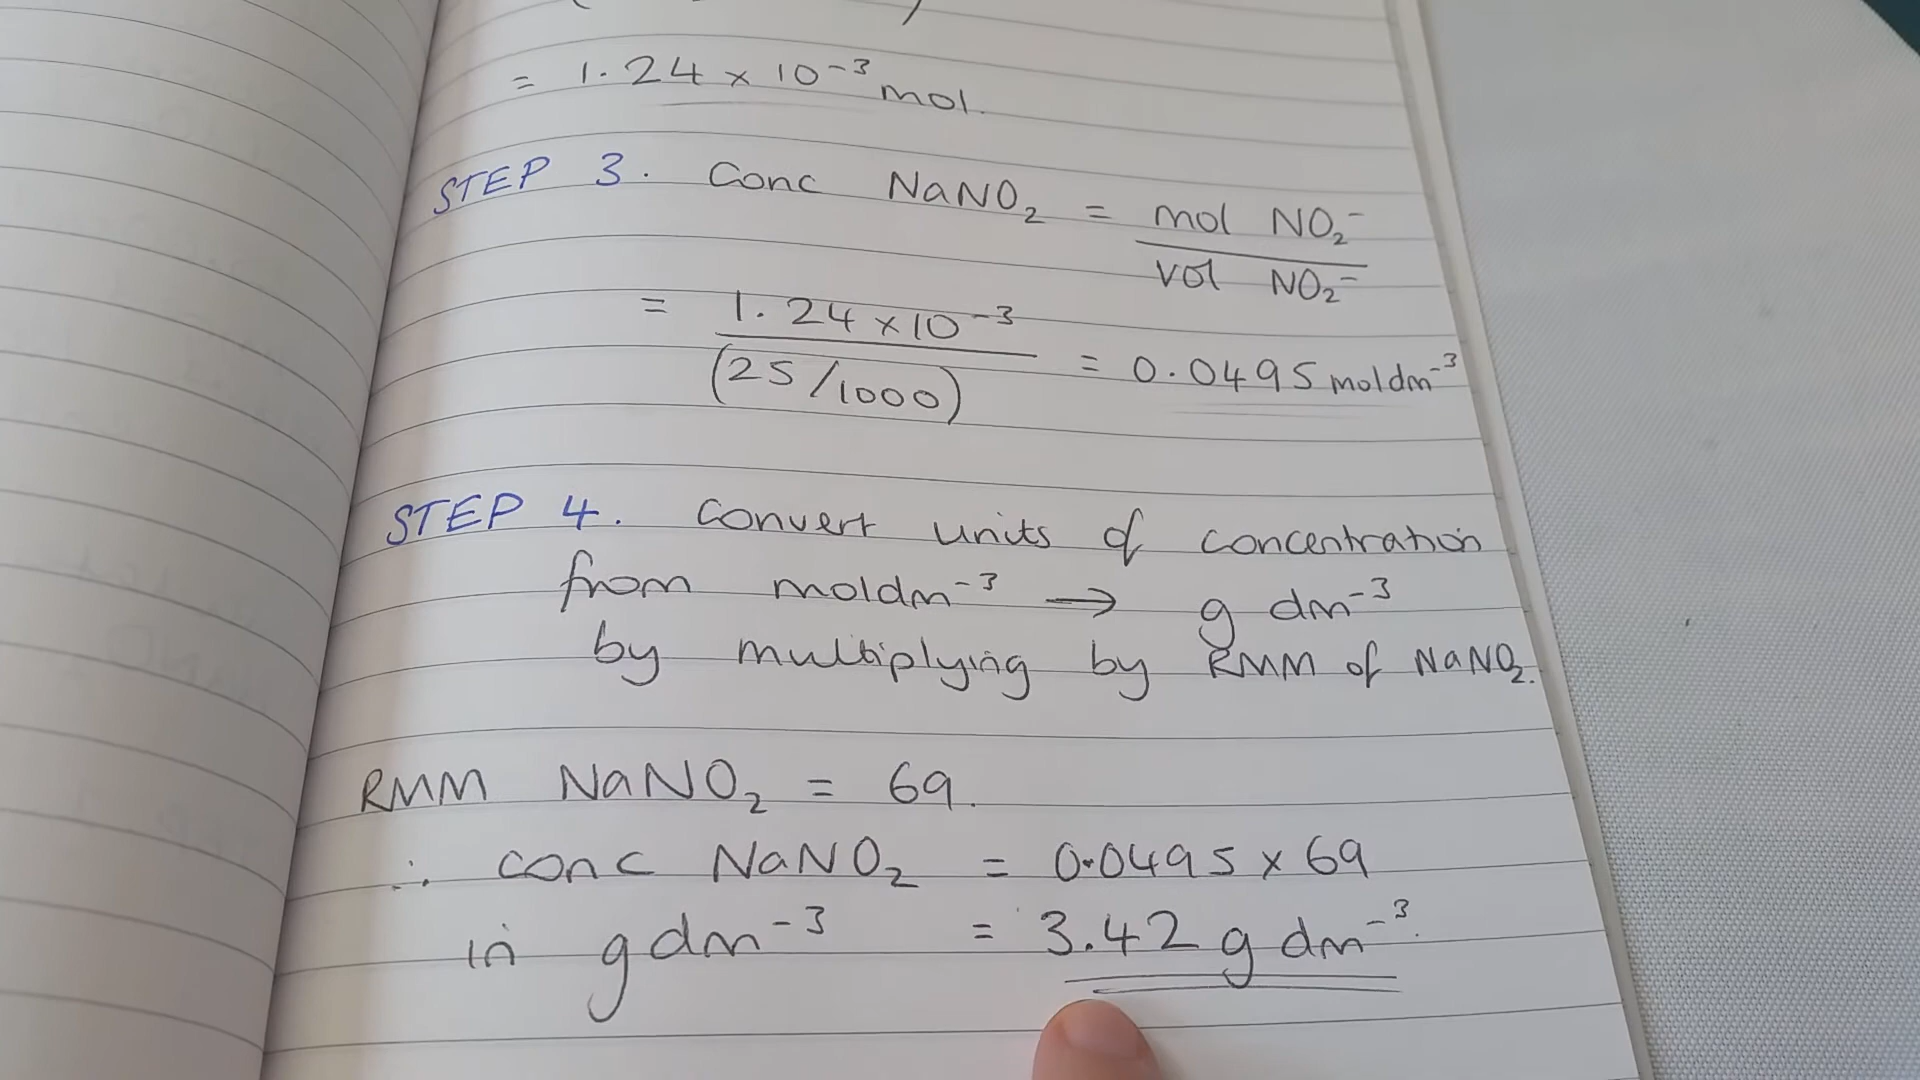 = 1.24 × 10⁻³ mol.
STEP 3. Conc NaNO₂ = mol NO₂⁻
vol NO₂⁻
= 1.24 × 10⁻³
(25/1000) = 0.0495 moldm⁻³
STEP 4. Convert units of concentration
from moldm⁻³ → g dm⁻³
by multiplying by RMM of NaNO₂.
RMM NaNO₂ = 69.
∴ conc NaNO₂ = 0.0495 × 69
in g dm⁻³ = 3.42 g dm⁻³.